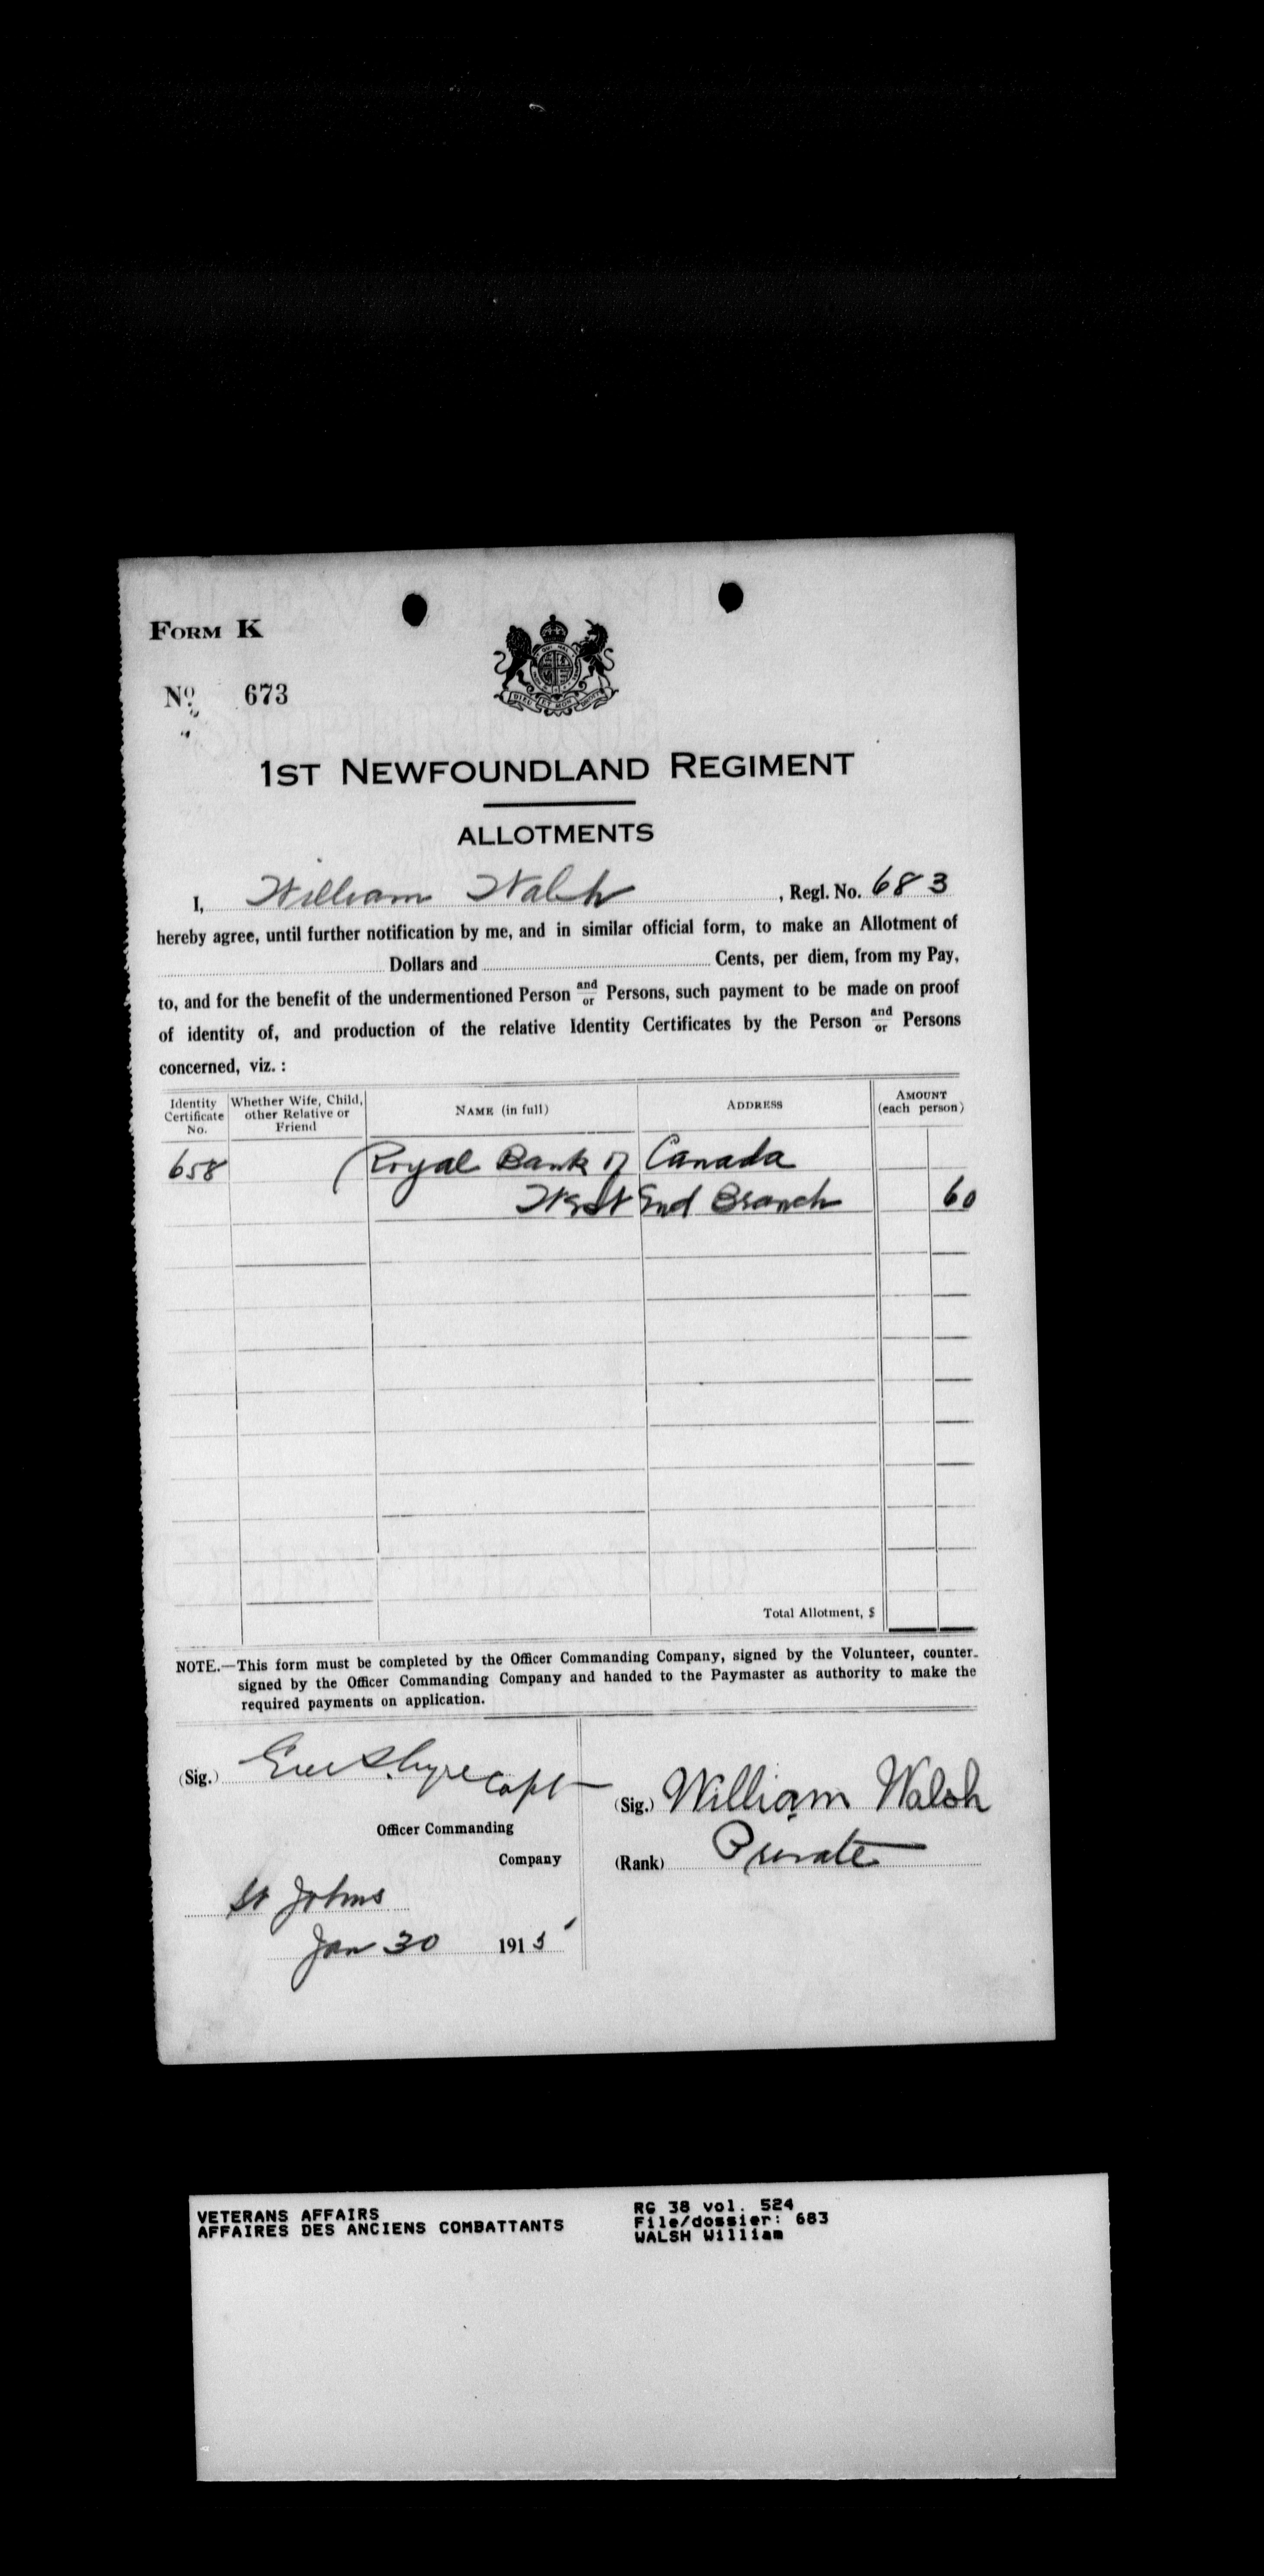 FORM K
No. 673
DIEU ET MON DROIT
1ST NEWFOUNDLAND REGIMENT
ALLOTMENTS
I, William Walsh , Regl. No. 683
hereby agree, until further notification by me, and in similar official form, to make an Allotment of
Dollars and Cents, per diem, from my Pay,
to, and for the benefit of the undermentioned Person and/or Persons, such payment to be made on proof
of identity of, and production of the relative Identity Certificates by the Person and/or Persons
concerned, viz. :
Identity Certificate No. Whether Wife, Child, other Relative or Friend NAME (in full) ADDRESS AMOUNT (each person)
658 (Royal Bank of Canada
West End Branch 60
Total Allotment, $
NOTE.—This form must be completed by the Officer Commanding Company, signed by the Volunteer, counter-
signed by the Officer Commanding Company and handed to the Paymaster as authority to make the
required payments on application.
(Sig.) Capt
Officer Commanding
Company
St Johns
Jan 30 1915
(Sig.) William Walsh
(Rank) Private
VETERANS AFFAIRS
AFFAIRES DES ANCIENS COMBATTANTS
RG 38 vol. 524
File/dossier: 683
WALSH William